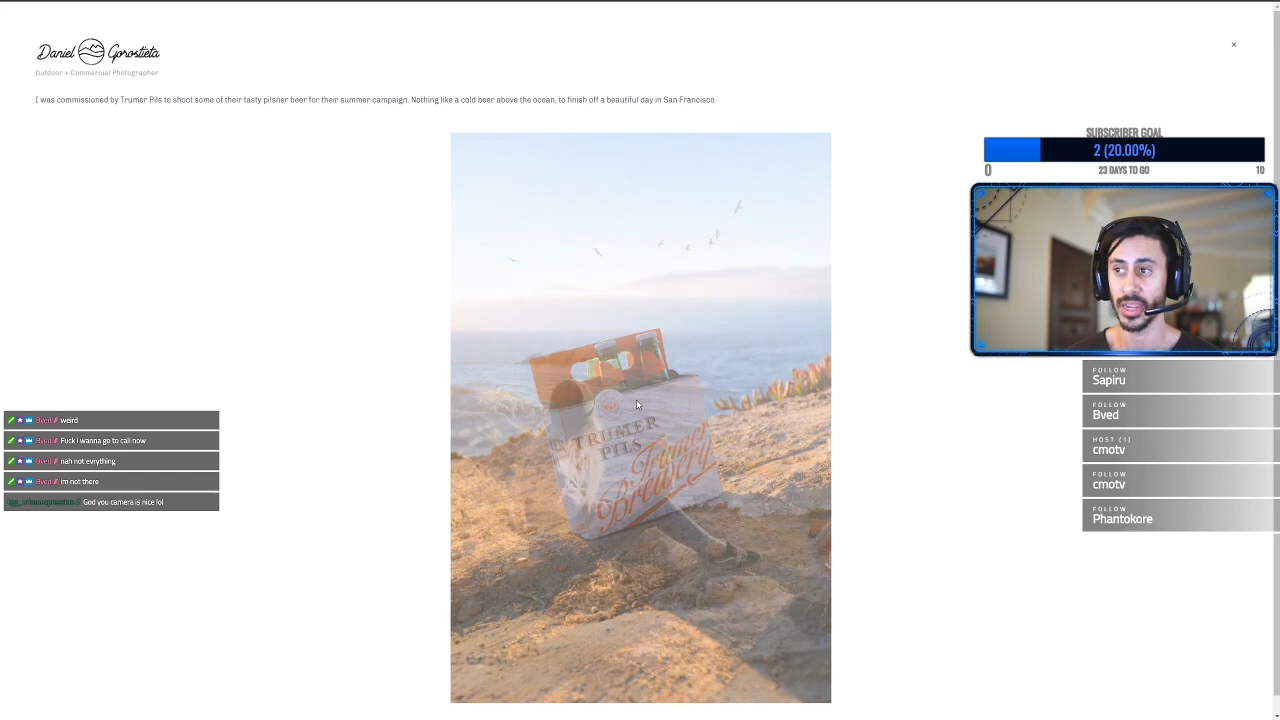 Daniel Gorostieta
Outdoor + Commercial Photographer
×
I was commissioned by Trumer Pils to shoot some of their tasty pilsner beer for their summer campaign. Nothing like a cold beer above the ocean, to finish off a beautiful day in San Francisco.
SUBSCRIBER GOAL
2 (20.00%)
0
23 DAYS TO GO
10
TRUMER
PILS
Trumer
Brewery
FOLLOW
Sapiru
FOLLOW
Bved
HOST (1)
cmotv
FOLLOW
cmotv
FOLLOW
Phantokore
Bved // weird
Bved // Fuck i wanna go to cali now
Bved // nah not evrything
Bved // im not there
God you camera is nice lol